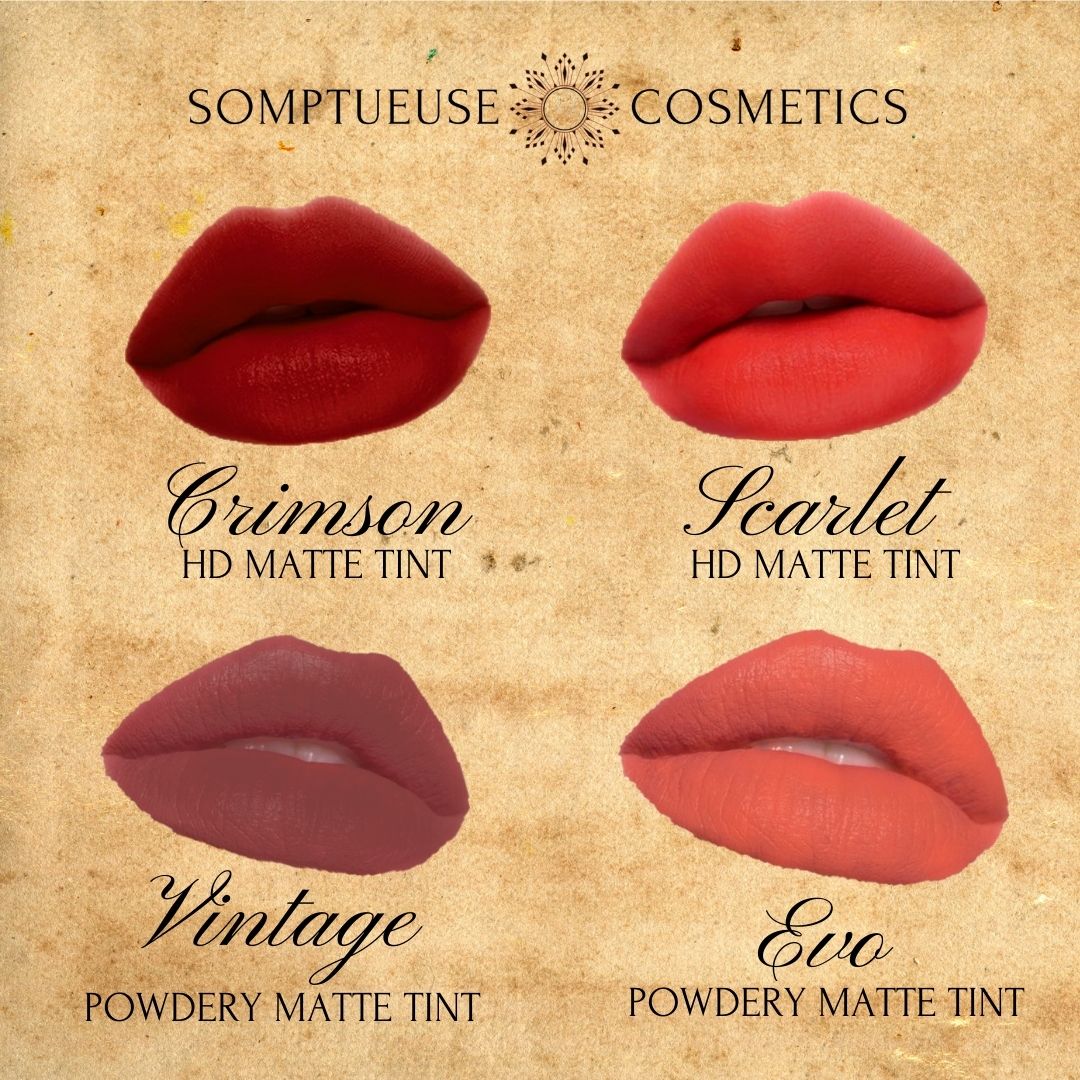 SOMPTUEUSE COSMETICS
Crimson
HD MATTE TINT
Scarlet
HD MATTE TINT
Vintage
POWDERY MATTE TINT
Evo
POWDERY MATTE TINT